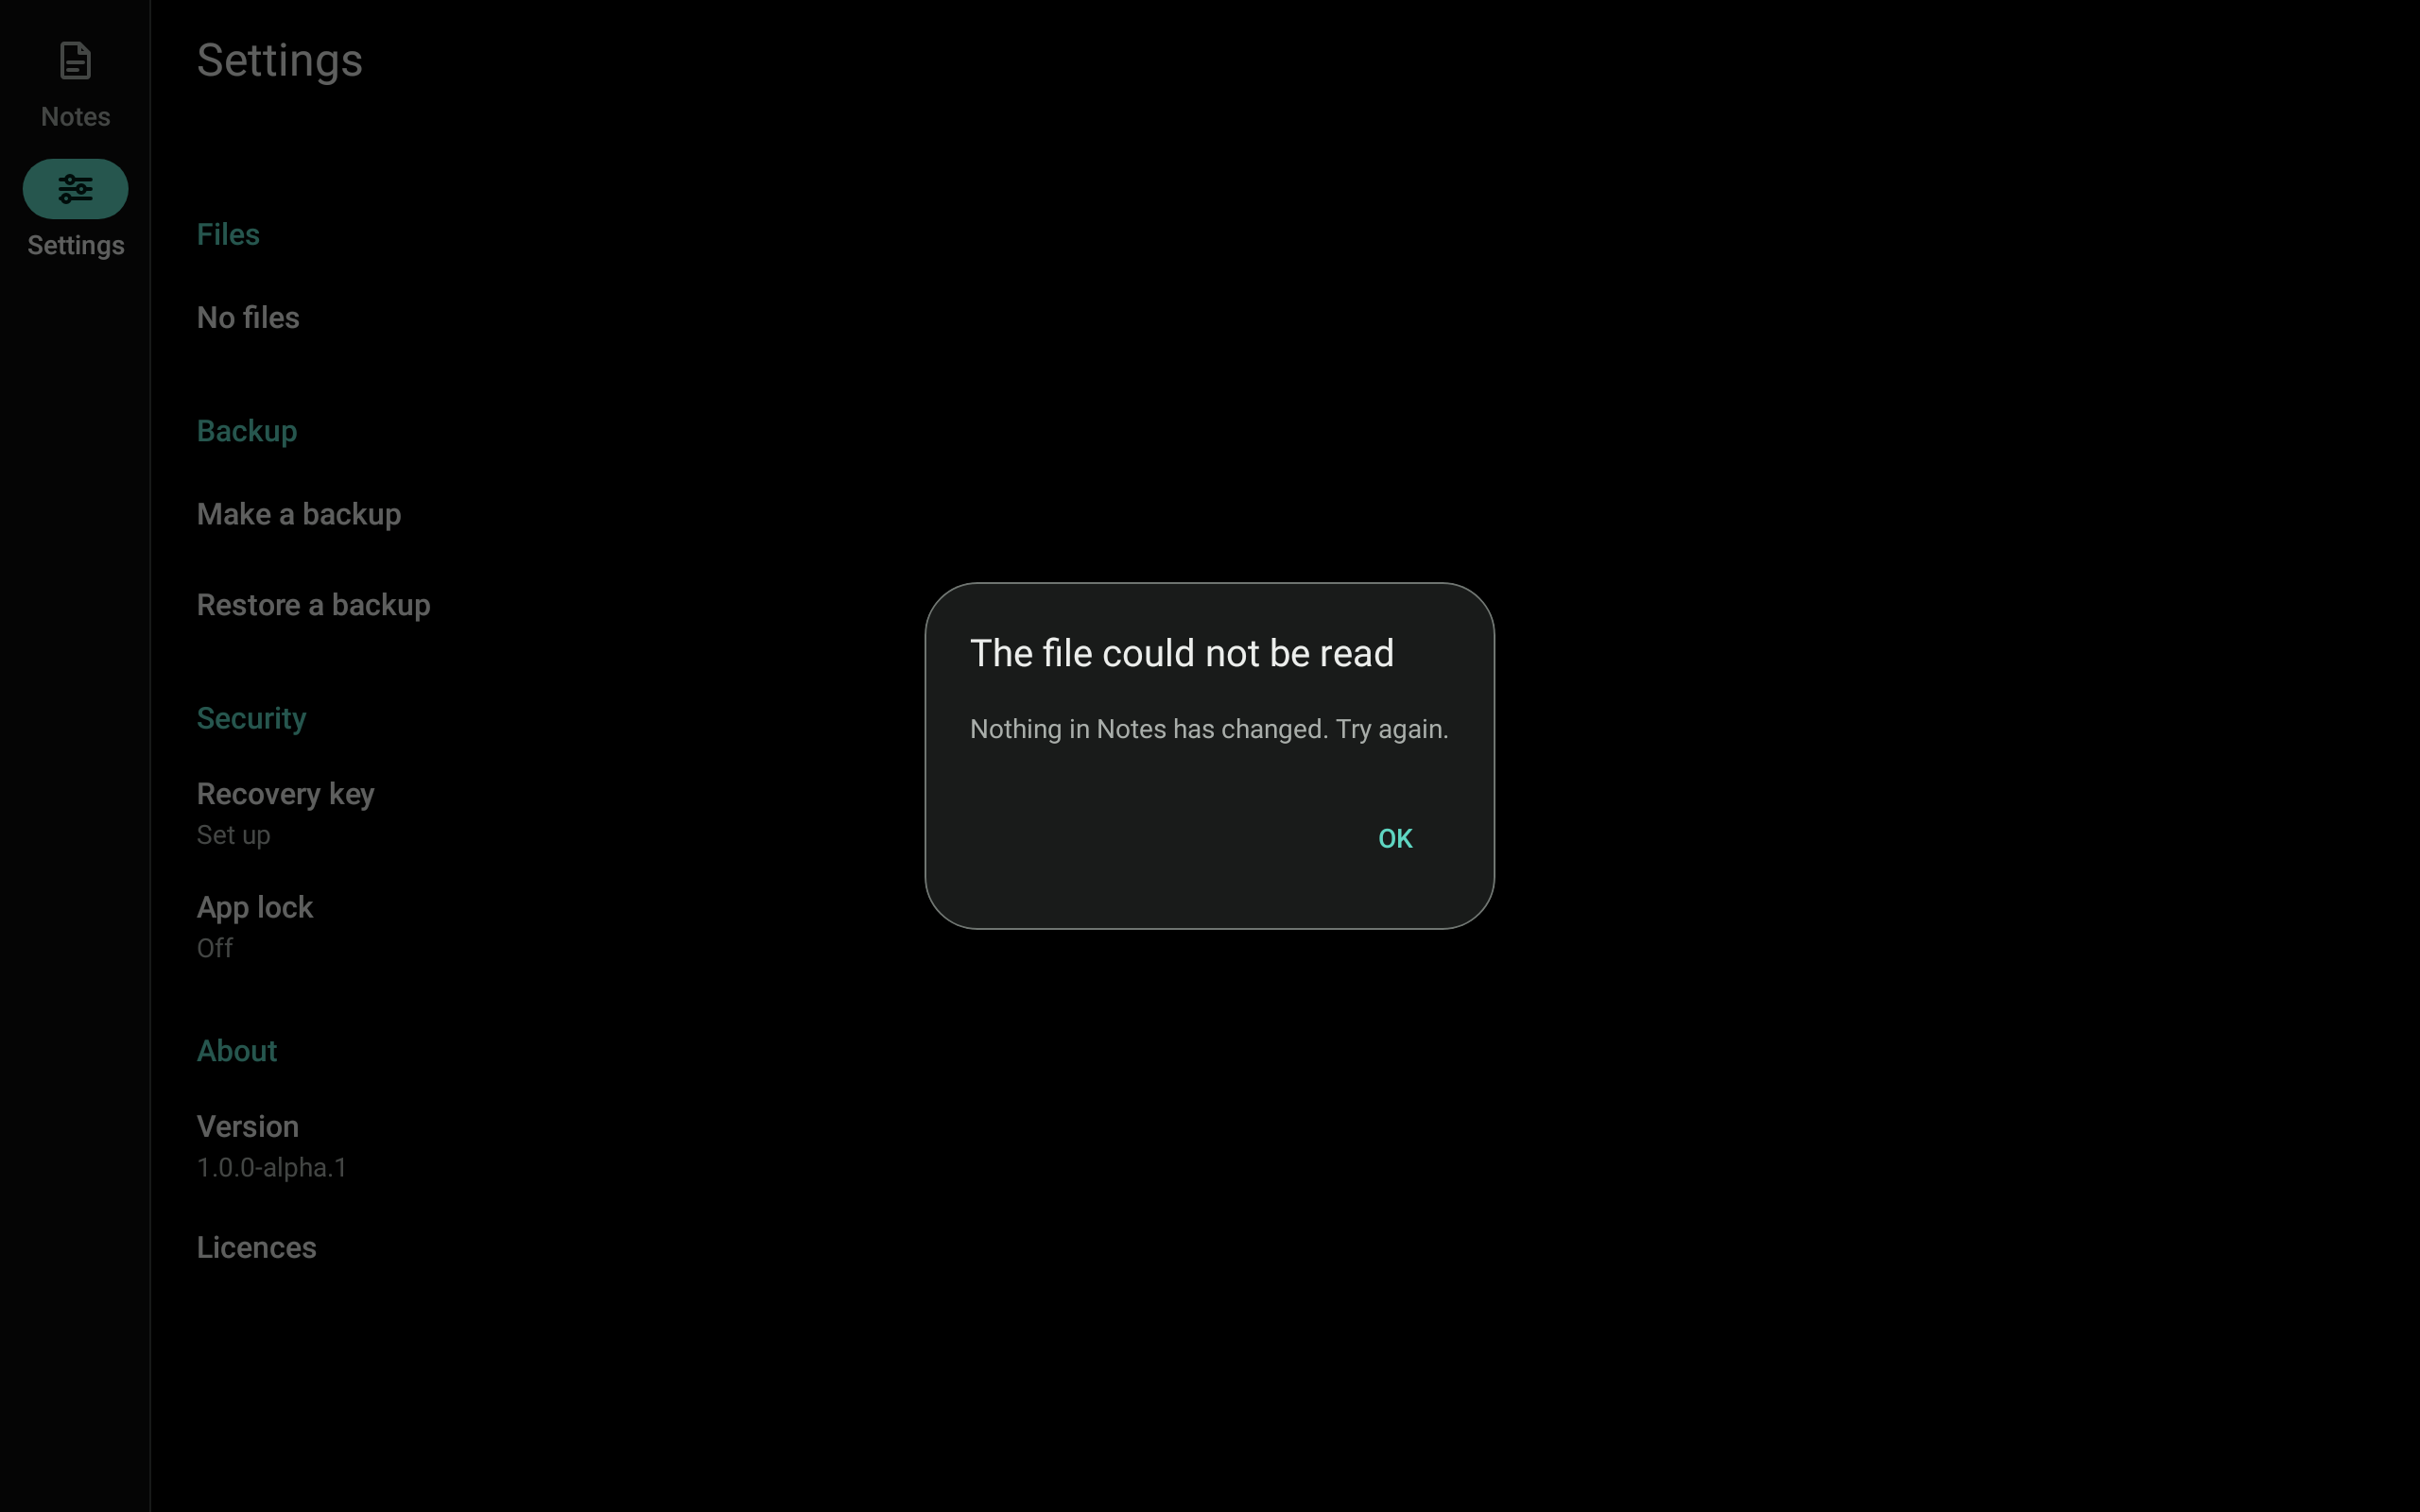 Notes
Settings
Settings
Files
No files
Backup
Make a backup
Restore a backup
Security
Recovery key
Set up
App lock
Off
About
Version
1.0.0-alpha.1
Licences
The file could not be read
Nothing in Notes has changed. Try again.
OK